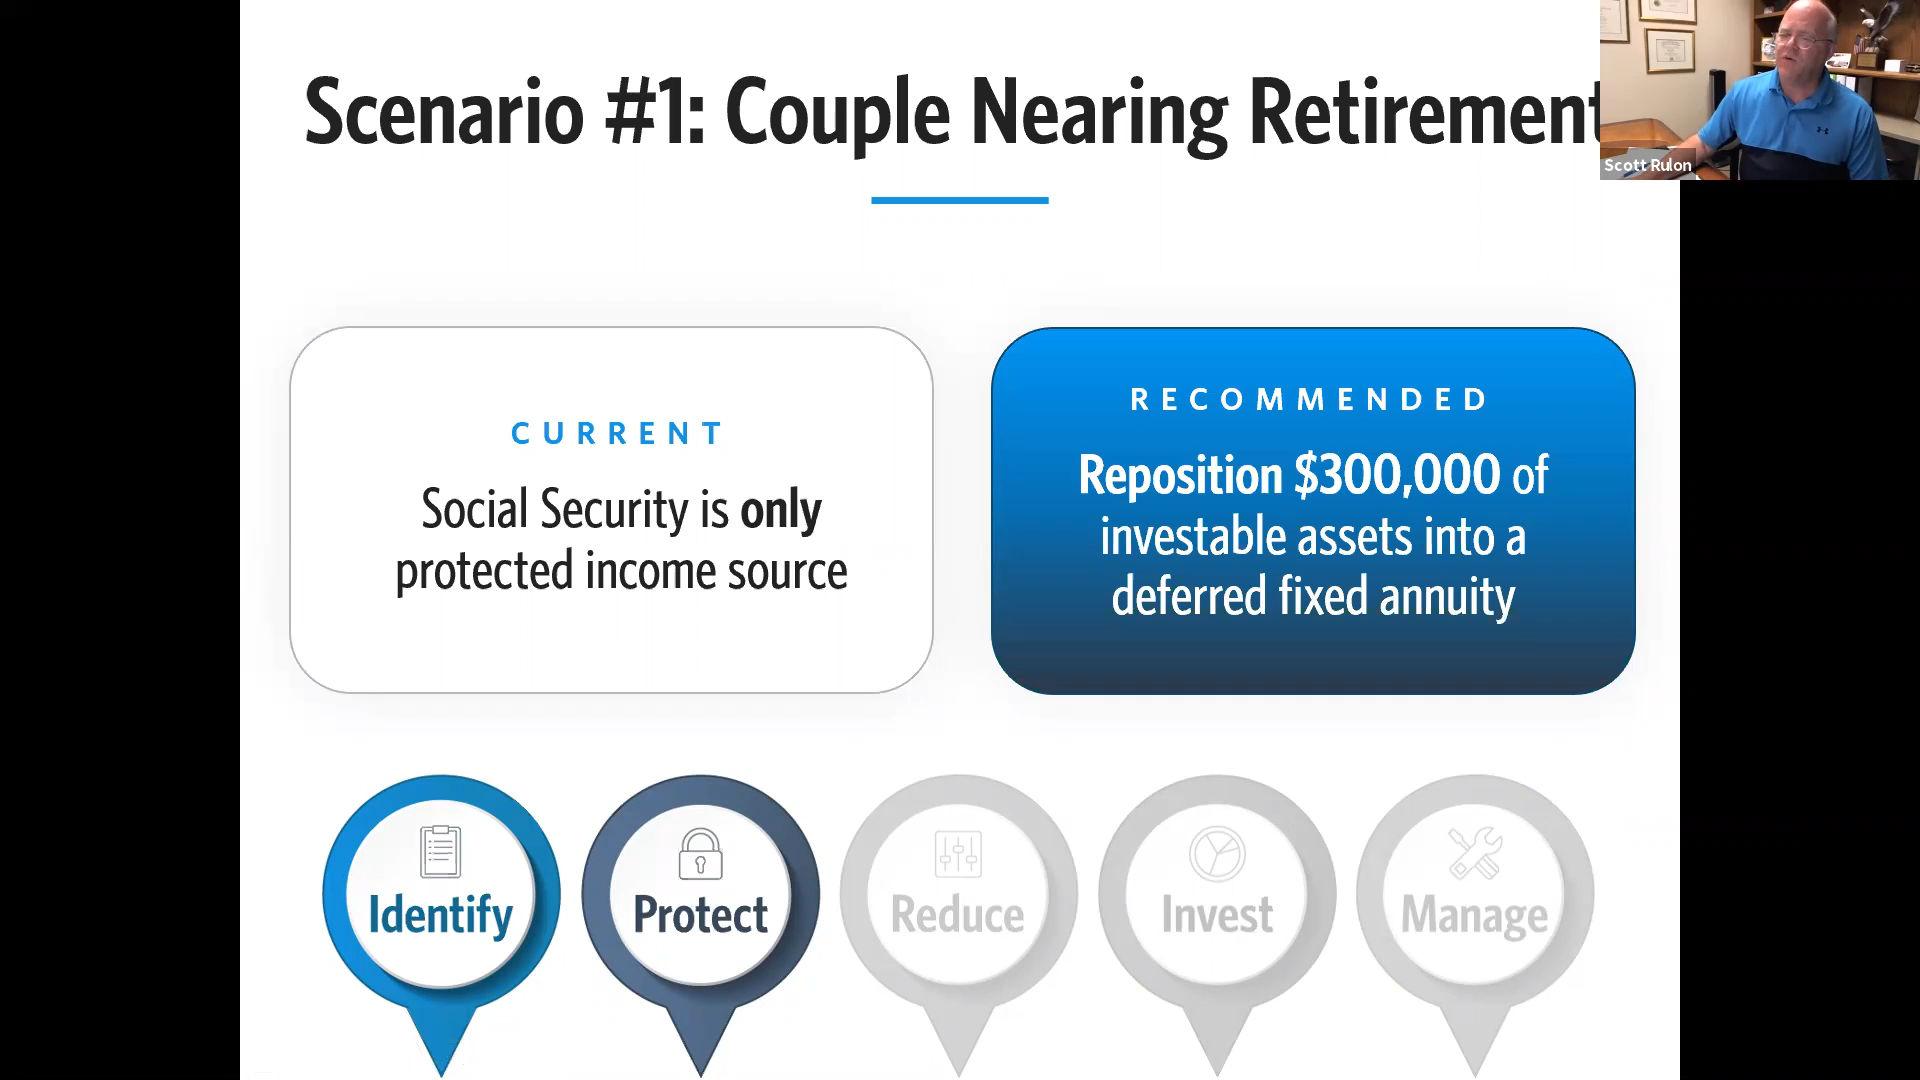 Scenario #1: Couple Nearing Retirement
Scott Rulon
CURRENT
Social Security is only
protected income source
RECOMMENDED
Reposition $300,000 of
investable assets into a
deferred fixed annuity
Identify
Protect
Reduce
Invest
Manage